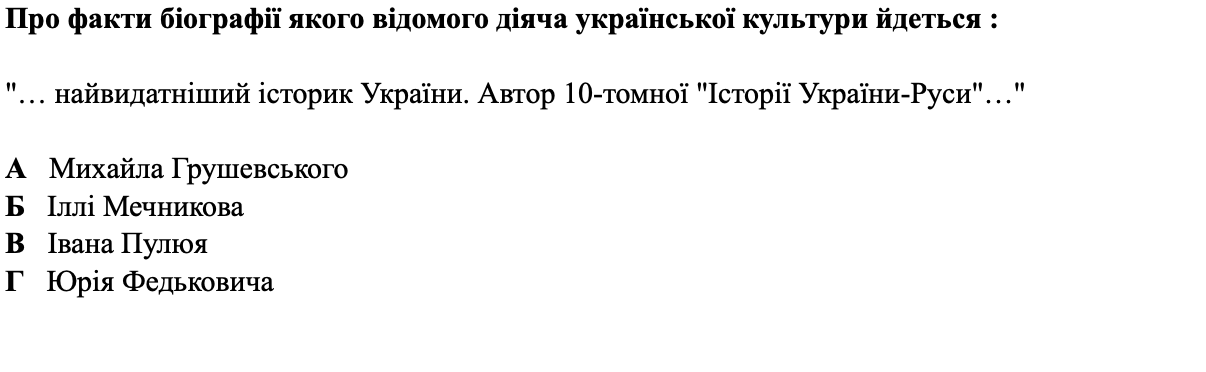 Про факти біографії якого відомого діяча української культури йдеться :
"… найвидатніший історик України. Автор 10-томної "Історії України-Руси"…"
А Михайла Грушевського
Б Іллі Мечникова
В Івана Пулюя
Г Юрія Федьковича